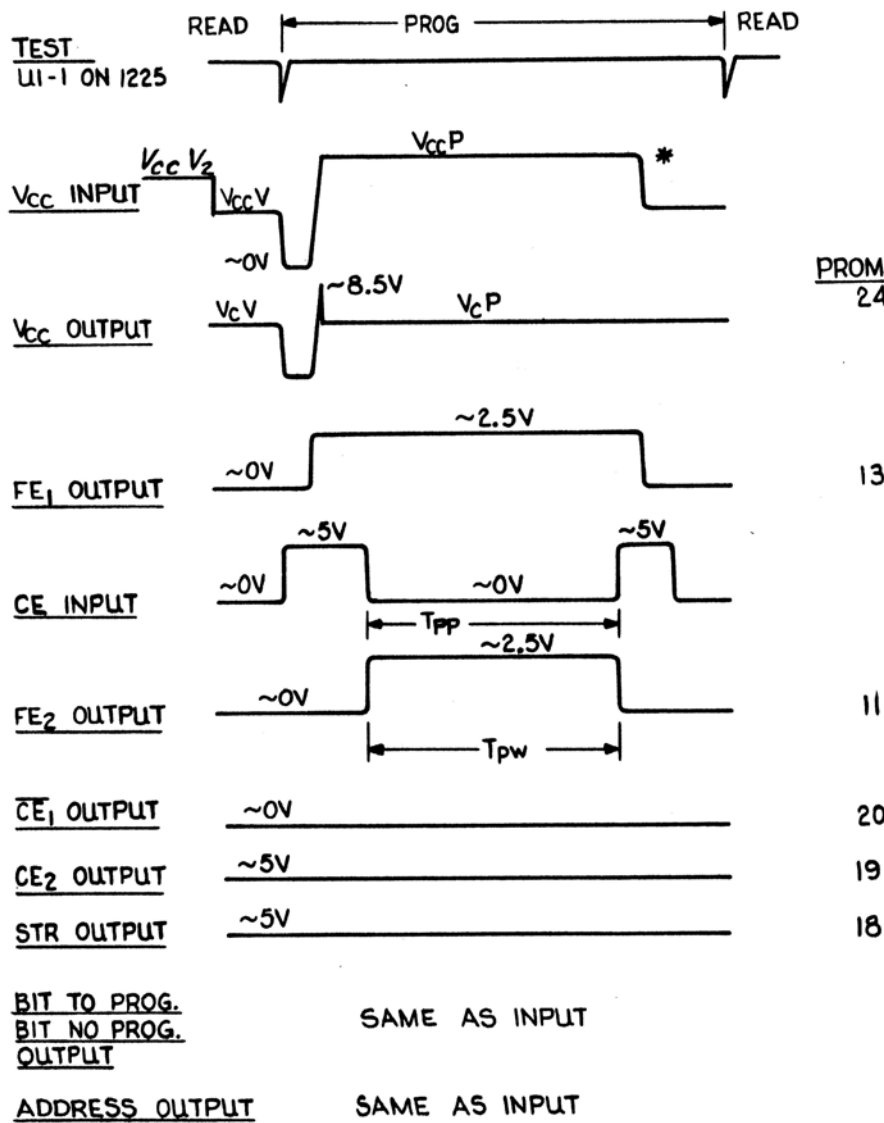 READ PROG READ
TEST
U1-1 ON 1225
VCC V2
VCCP
*
VCC INPUT
VCCV
~0V
~8.5V
PROM
24
VCV
VCP
VCC OUTPUT
~2.5V
~0V
13
FE1 OUTPUT
~5V
~5V
~0V
~0V
CE INPUT
TPP
~2.5V
~0V
11
FE2 OUTPUT
Tpw
CE1 OUTPUT
~0V
20
CE2 OUTPUT
~5V
19
STR OUTPUT
~5V
18
BIT TO PROG.
BIT NO PROG.
SAME AS INPUT
OUTPUT
ADDRESS OUTPUT
SAME AS INPUT